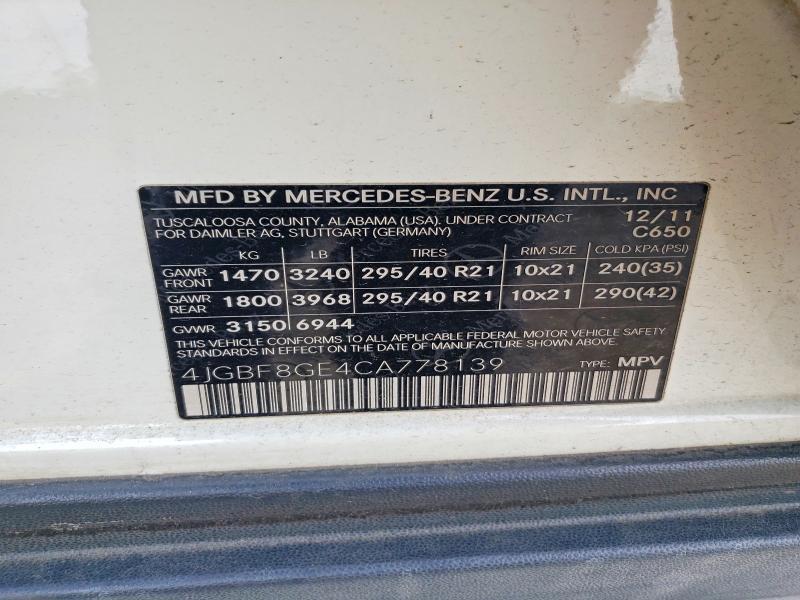 MFD BY MERCEDES-BENZ U.S. INTL., INC
TUSCALOOSA COUNTY, ALABAMA (USA). UNDER CONTRACT 12/11
FOR DAIMLER AG, STUTTGART (GERMANY) C650
KG LB TIRES RIM SIZE COLD KPA(PSI)
GAWR FRONT 1470 3240 295/40 R21 10x21 240(35)
GAWR REAR 1800 3968 295/40 R21 10x21 290(42)
GVWR 3150 6944
THIS VEHICLE CONFORMS TO ALL APPLICABLE FEDERAL MOTOR VEHICLE SAFETY
STANDARDS IN EFFECT ON THE DATE OF MANUFACTURE SHOWN ABOVE.
4JGBF8GE4CA778139 TYPE: MPV